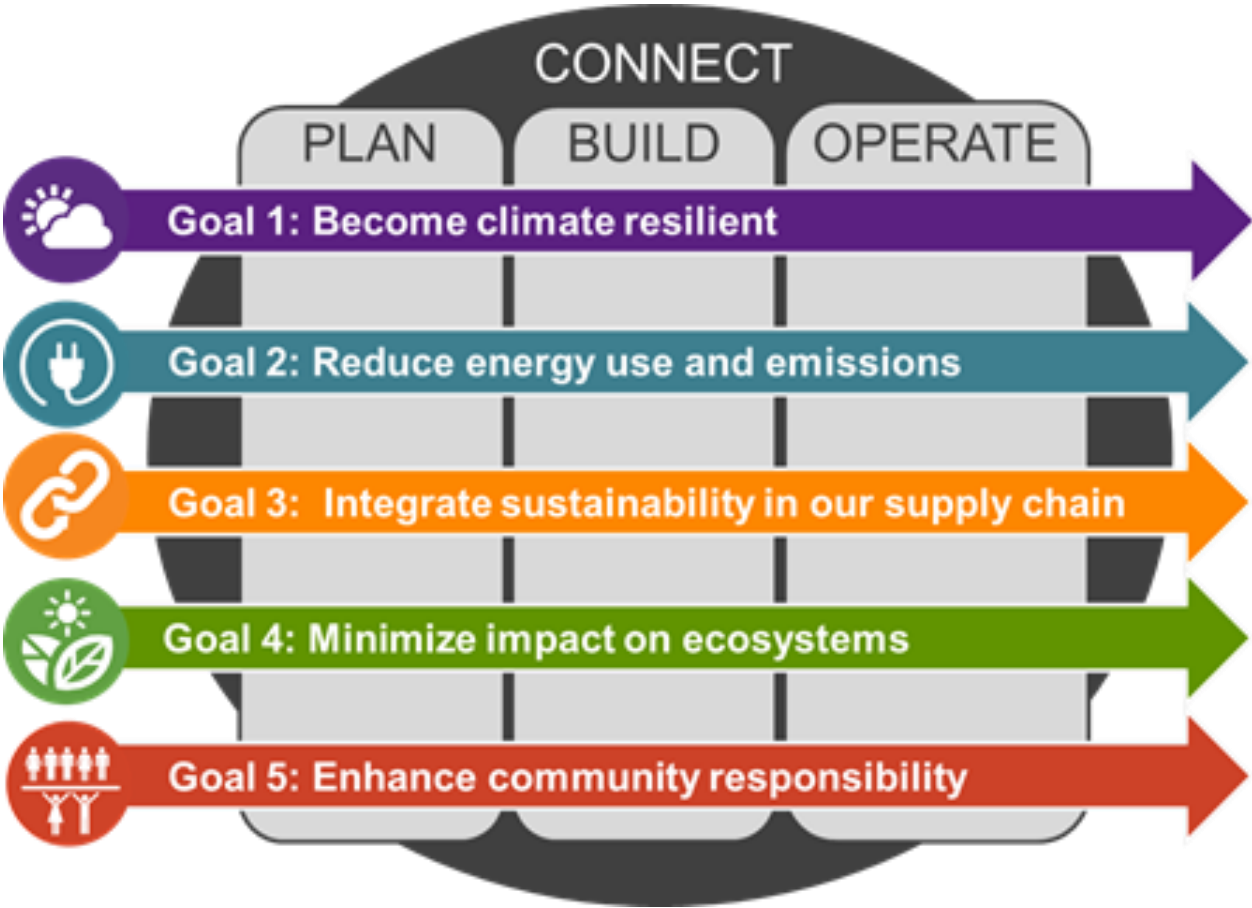 CONNECT
PLAN
BUILD
OPERATE
Goal 1: Become climate resilient
Goal 2: Reduce energy use and emissions
Goal 3: Integrate sustainability in our supply chain
Goal 4: Minimize impact on ecosystems
Goal 5: Enhance community responsibility